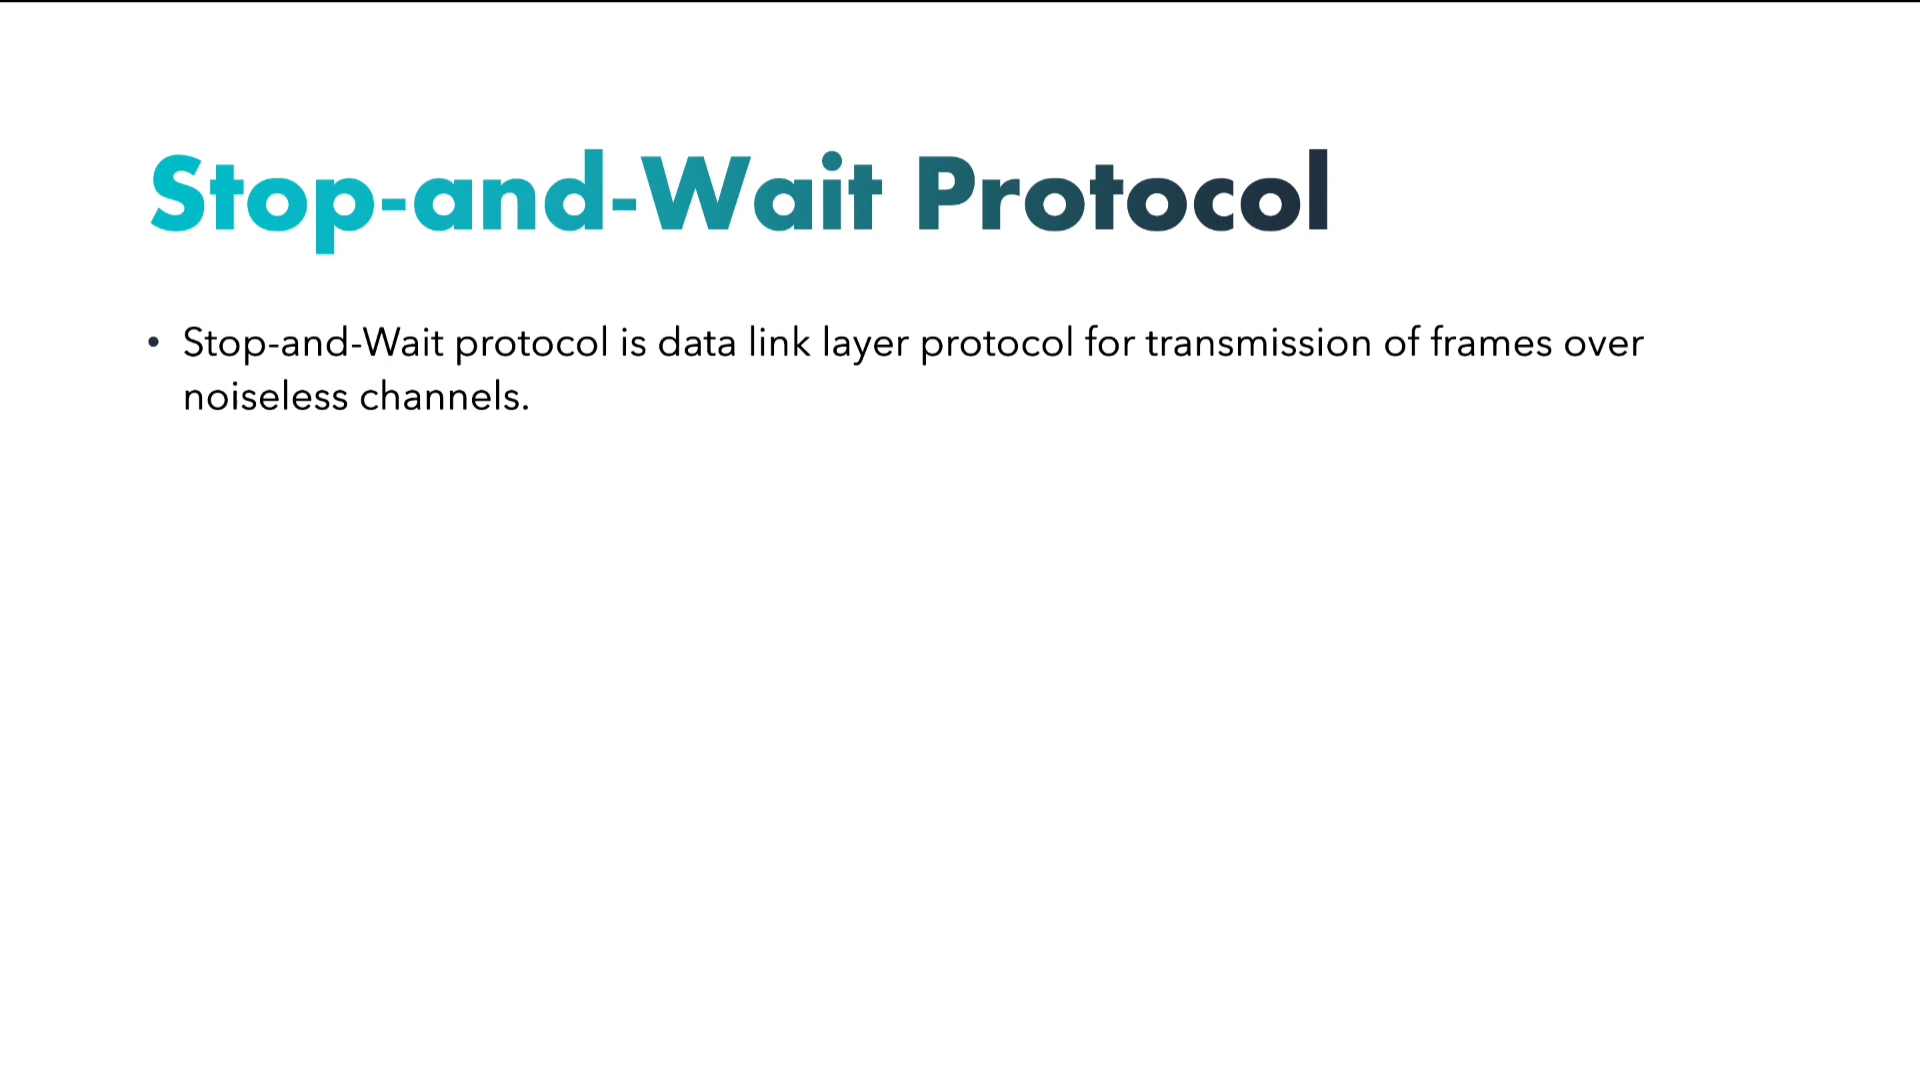 Stop-and-Wait Protocol
• Stop-and-Wait protocol is data link layer protocol for transmission of frames over
noiseless channels.